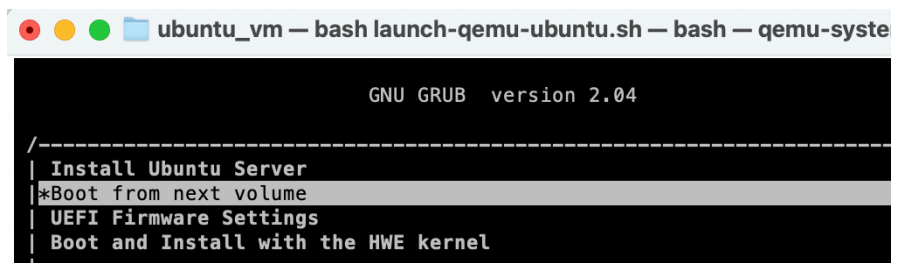 ubuntu_vm — bash launch-qemu-ubuntu.sh — bash — qemu-syste
GNU GRUB version 2.04
/----------------------------------------------------------------------
| Install Ubuntu Server
|*Boot from next volume
| UEFI Firmware Settings
| Boot and Install with the HWE kernel